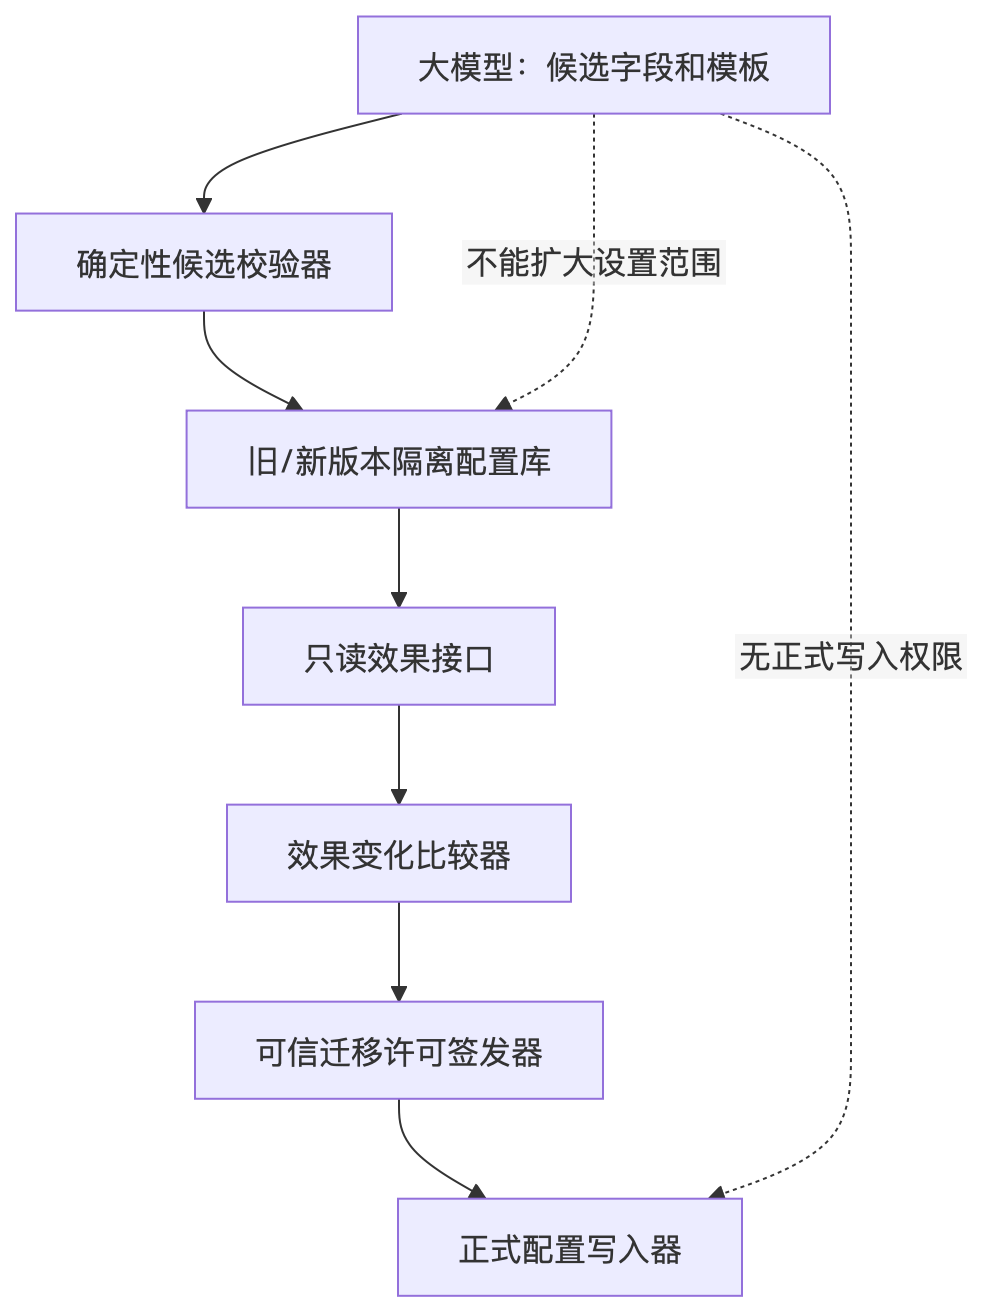 大模型：候选字段和模板
确定性候选校验器
不能扩大设置范围
旧/新版本隔离配置库
只读效果接口
无正式写入权限
效果变化比较器
可信迁移许可签发器
正式配置写入器